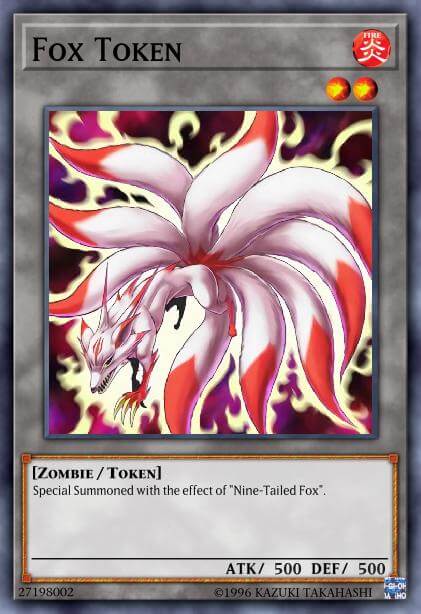 Fox Token
FIRE
炎
[Zombie / Token]
Special Summoned with the effect of "Nine-Tailed Fox".
ATK/ 500 DEF/ 500
27198002
©1996 KAZUKI TAKAHASHI